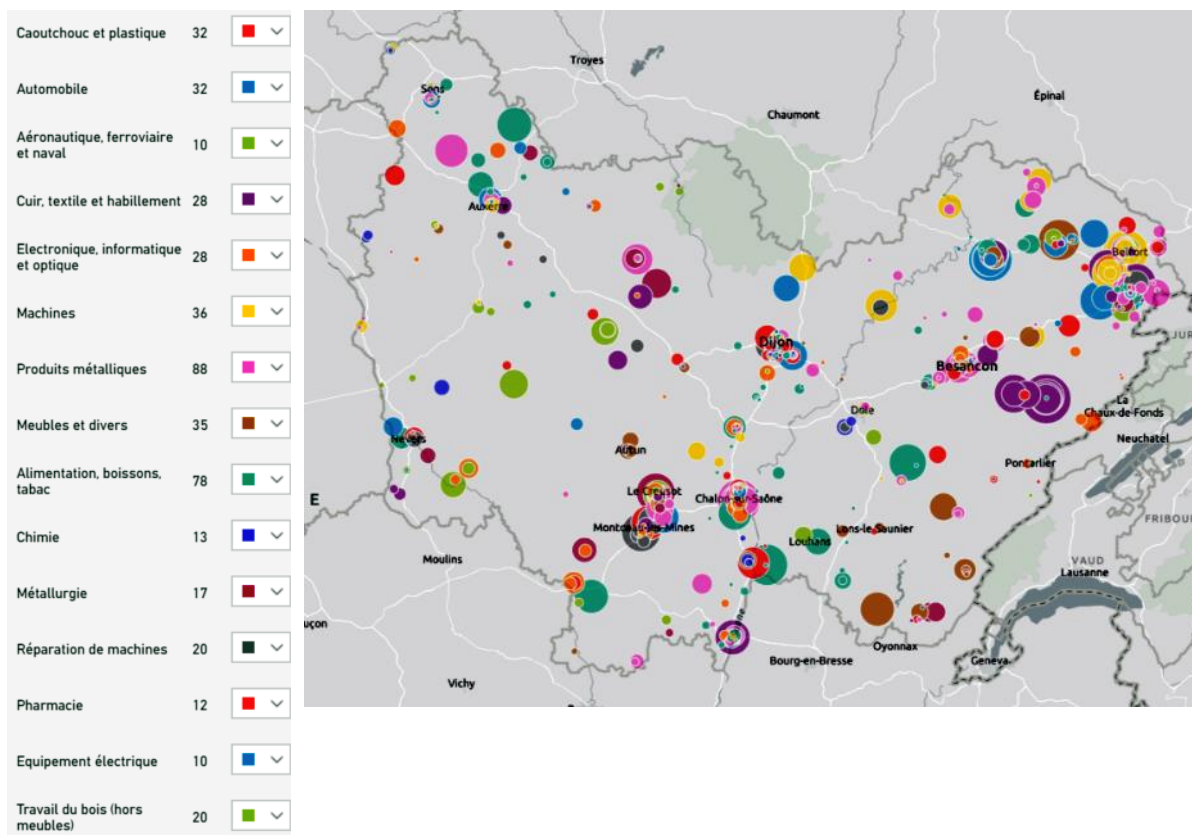 Caoutchouc et plastique 32
Automobile 32
Aéronautique, ferroviaire
et naval 10
Cuir, textile et habillement 28
Electronique, informatique
et optique 28
Machines 36
Produits métalliques 88
Meubles et divers 35
Alimentation, boissons,
tabac 78
Chimie 13
Métallurgie 17
Réparation de machines 20
Pharmacie 12
Equipement électrique 10
Travail du bois (hors
meubles) 20
Troyes
Sens
Chaumont
Épinal
Auxerre
Belfort
Dijon
JUR
Besançon
La
Chaux-de-Fonds
Dole
Neuchatel
Nevers
Autun
Pontarlier
E
Le Creusot
Chalon-sur-Saône
FRIBOUR
Montceau-les-Mines
Lons-le-Saunier
Louhans
Moulins
VAUD
Lausanne
uçon
Oyonnax
Bourg-en-Bresse
Geneva
Vichy